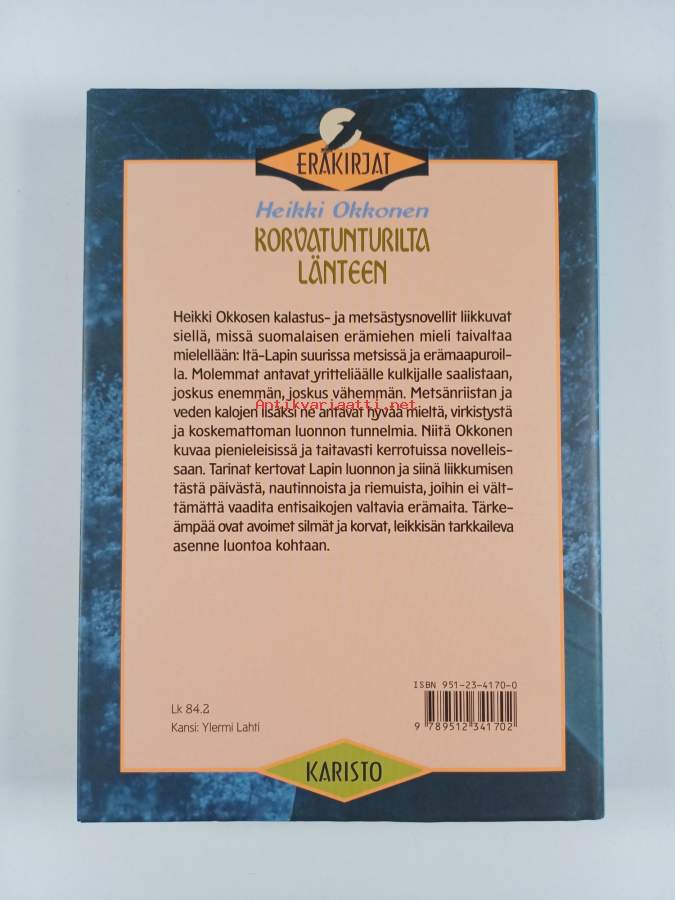 ERÄKIRJAT
Heikki Okkonen
KORVATUNTURILTA
LÄNTEEN
Heikki Okkosen kalastus- ja metsästysnovellit liikkuvat
siellä, missä suomalaisen erämiehen mieli taivaltaa
mielellään: Itä-Lapin suurissa metsissä ja erämaapuroil-
la. Molemmat antavat yritteliäälle kulkijalle saalistaan,
joskus enemmän, joskus vähemmän. Metsänriistan ja
Antikvariaatti.net
veden kalojen lisäksi ne antavat hyvää mieltä, virkistystä
ja koskemattoman luonnon tunnelmia. Niitä Okkonen
kuvaa pienieleisissä ja taitavasti kerrotuissa novelleis-
saan. Tarinat kertovat Lapin luonnon ja siinä liikkumisen
tästä päivästä, nautinnoista ja riemuista, joihin ei vält-
tämättä vaadita entisaikojen valtavia erämaita. Tärke-
ämpää ovat avoimet silmät ja korvat, leikkisän tarkkaileva
asenne luontoa kohtaan.
ISBN 951-23-4170-0
Lk 84.2
Kansi: Ylermi Lahti
9 789512 341702
KARISTO